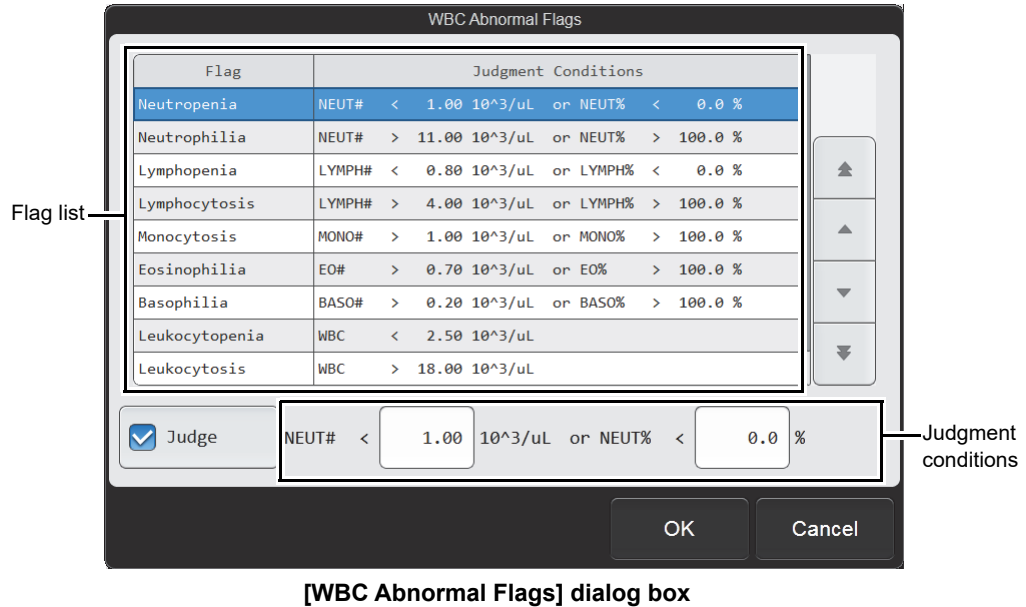 WBC Abnormal Flags
Flag Judgment Conditions
Neutropenia NEUT# < 1.00 10^3/uL or NEUT% < 0.0 %
Neutrophilia NEUT# > 11.00 10^3/uL or NEUT% > 100.0 %
Lymphopenia LYMPH# < 0.80 10^3/uL or LYMPH% < 0.0 %
Lymphocytosis LYMPH# > 4.00 10^3/uL or LYMPH% > 100.0 %
Monocytosis MONO# > 1.00 10^3/uL or MONO% > 100.0 %
Eosinophilia EO# > 0.70 10^3/uL or EO% > 100.0 %
Basophilia BASO# > 0.20 10^3/uL or BASO% > 100.0 %
Leukocytopenia WBC < 2.50 10^3/uL
Leukocytosis WBC > 18.00 10^3/uL
Flag list
Judge NEUT# < 1.00 10^3/uL or NEUT% < 0.0 %
Judgment
conditions
OK Cancel
[WBC Abnormal Flags] dialog box